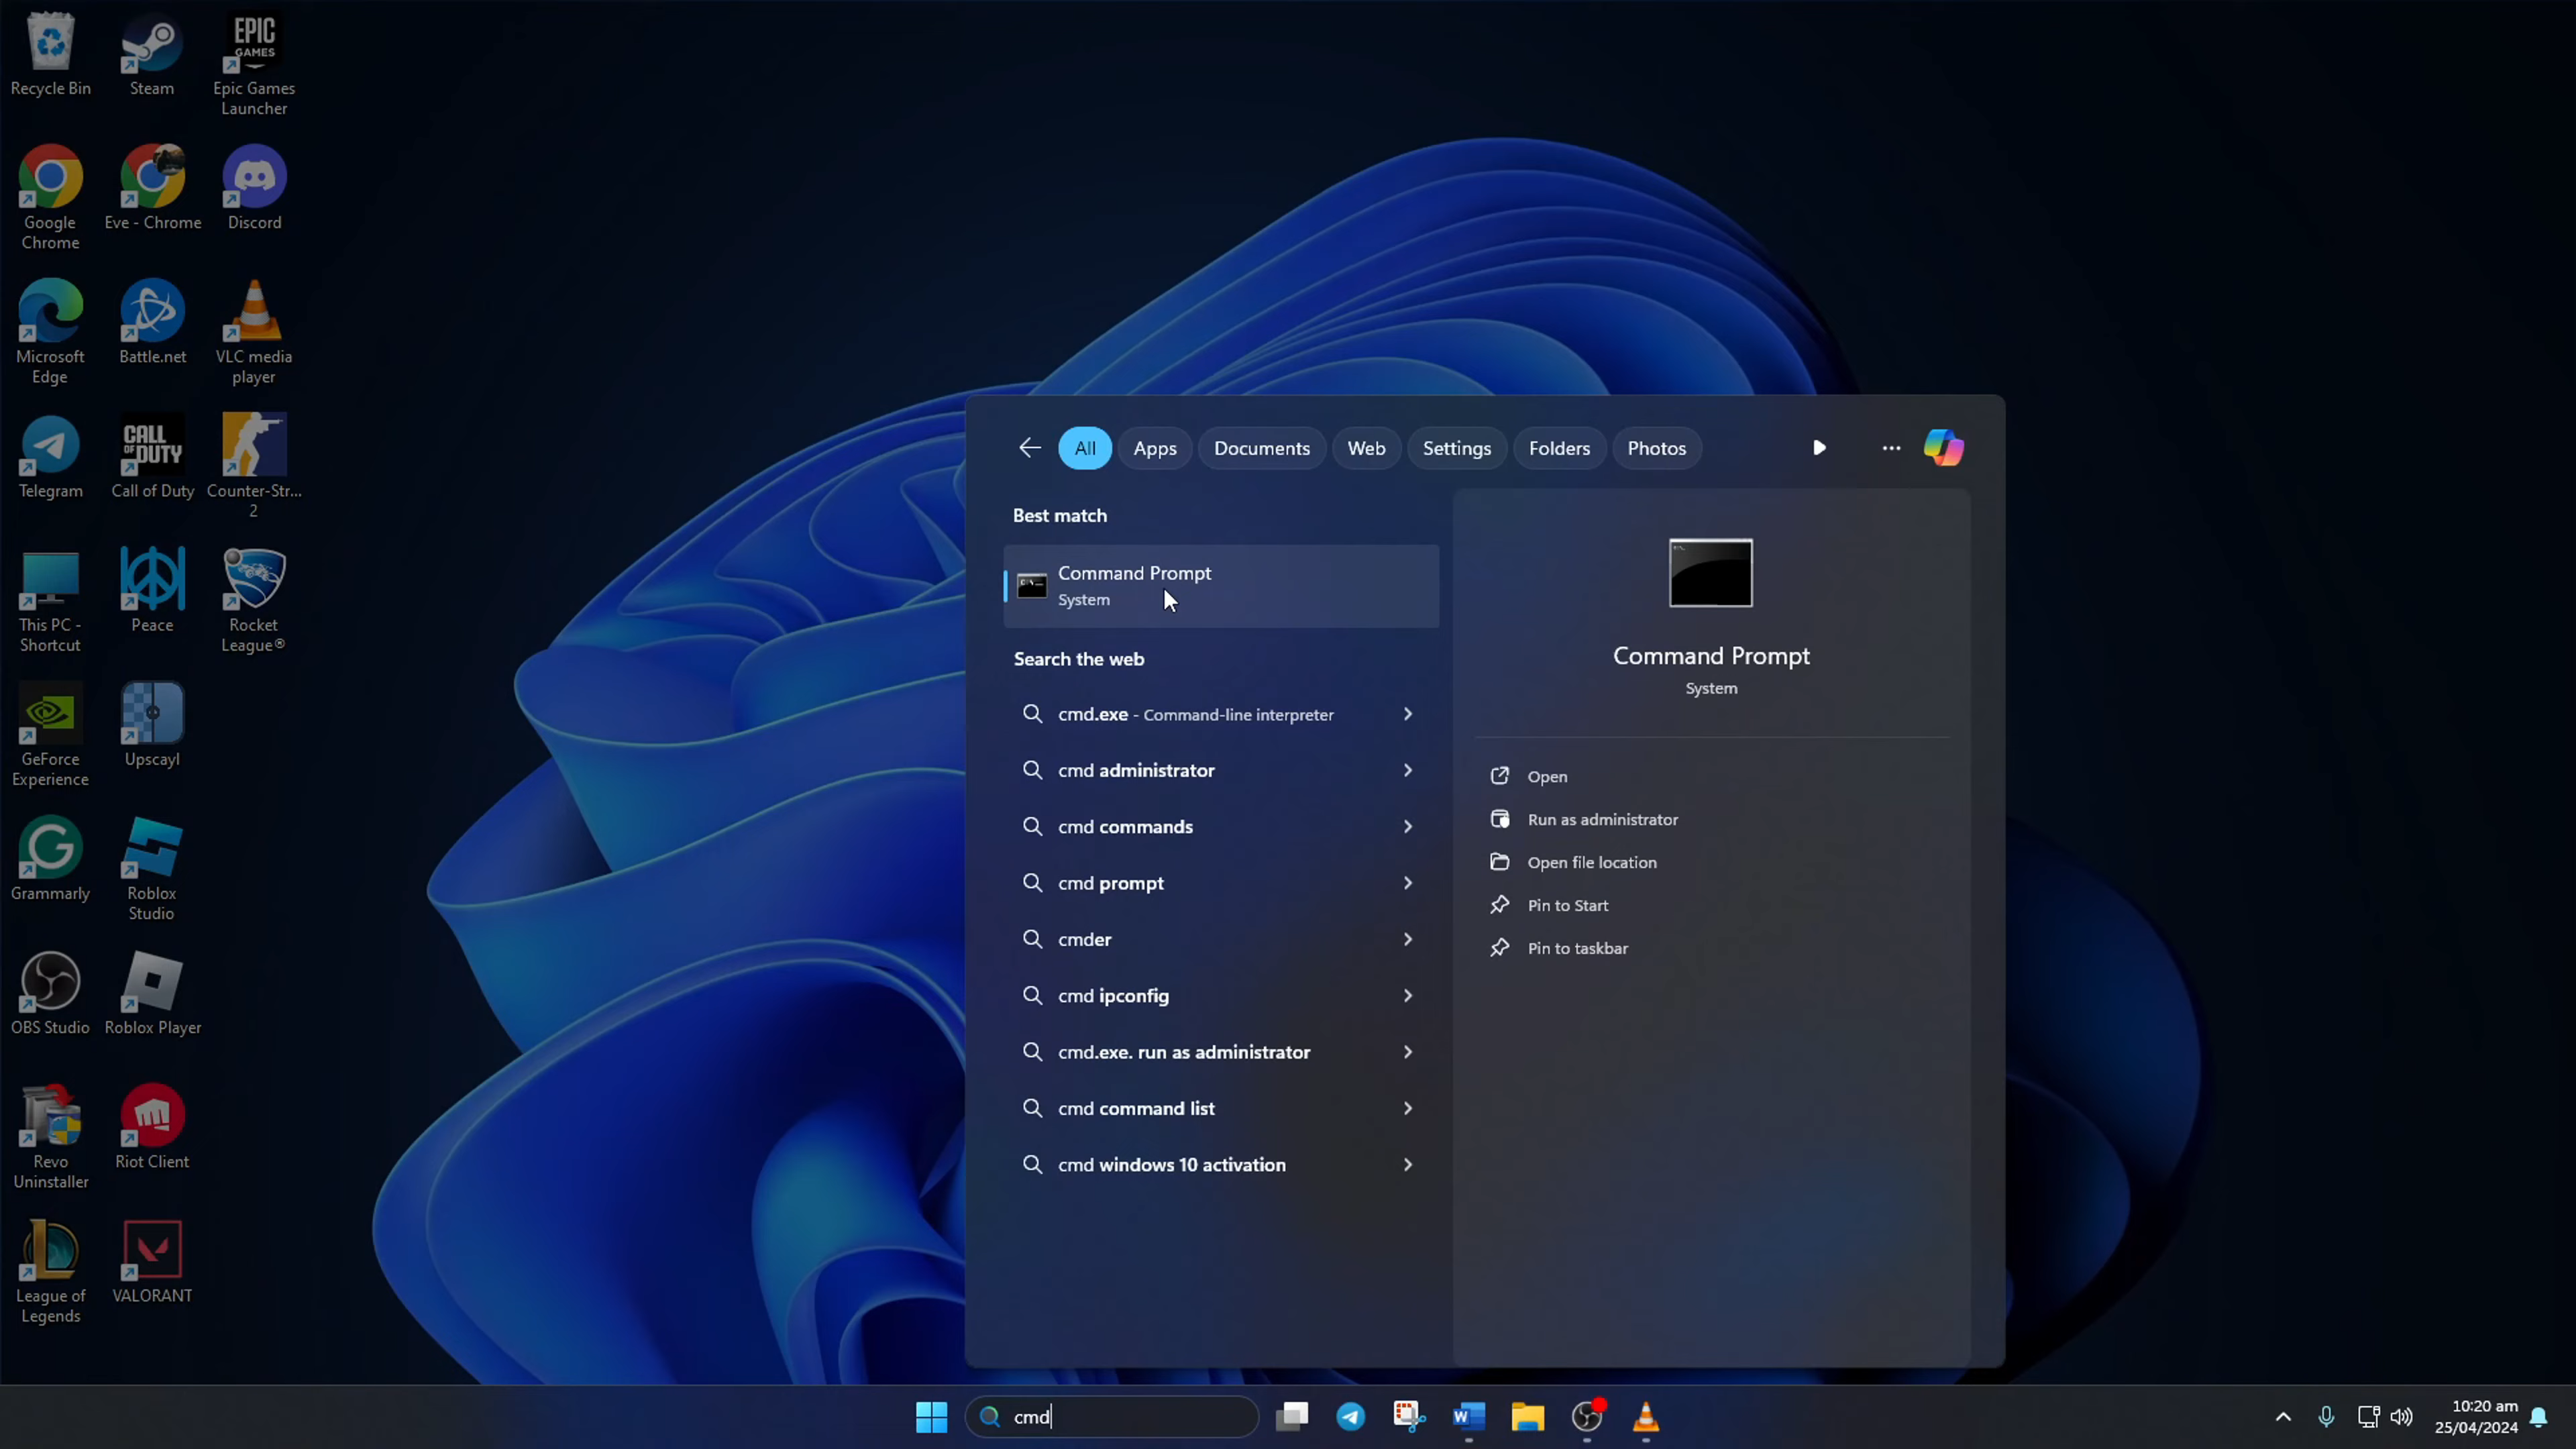 Recycle Bin
Steam
EPIC
GAMES
Epic Games
Launcher
Google
Chrome
Eve - Chrome
Discord
Microsoft
Edge
Battle.net
VLC media
player
Telegram
CALL
OF DUTY
Call of Duty
Counter-Str...
2
This PC -
Shortcut
Peace
Rocket
League®
GeForce
Experience
Upscayl
Grammarly
Roblox
Studio
OBS Studio
Roblox Player
Revo
Uninstaller
Riot Client
League of
Legends
VALORANT
All
Apps
Documents
Web
Settings
Folders
Photos
Best match
Command Prompt
System
Search the web
cmd.exe - Command-line interpreter
cmd administrator
cmd commands
cmd prompt
cmder
cmd ipconfig
cmd.exe. run as administrator
cmd command list
cmd windows 10 activation
Command Prompt
System
Open
Run as administrator
Open file location
Pin to Start
Pin to taskbar
cmd
10:20 am
25/04/2024